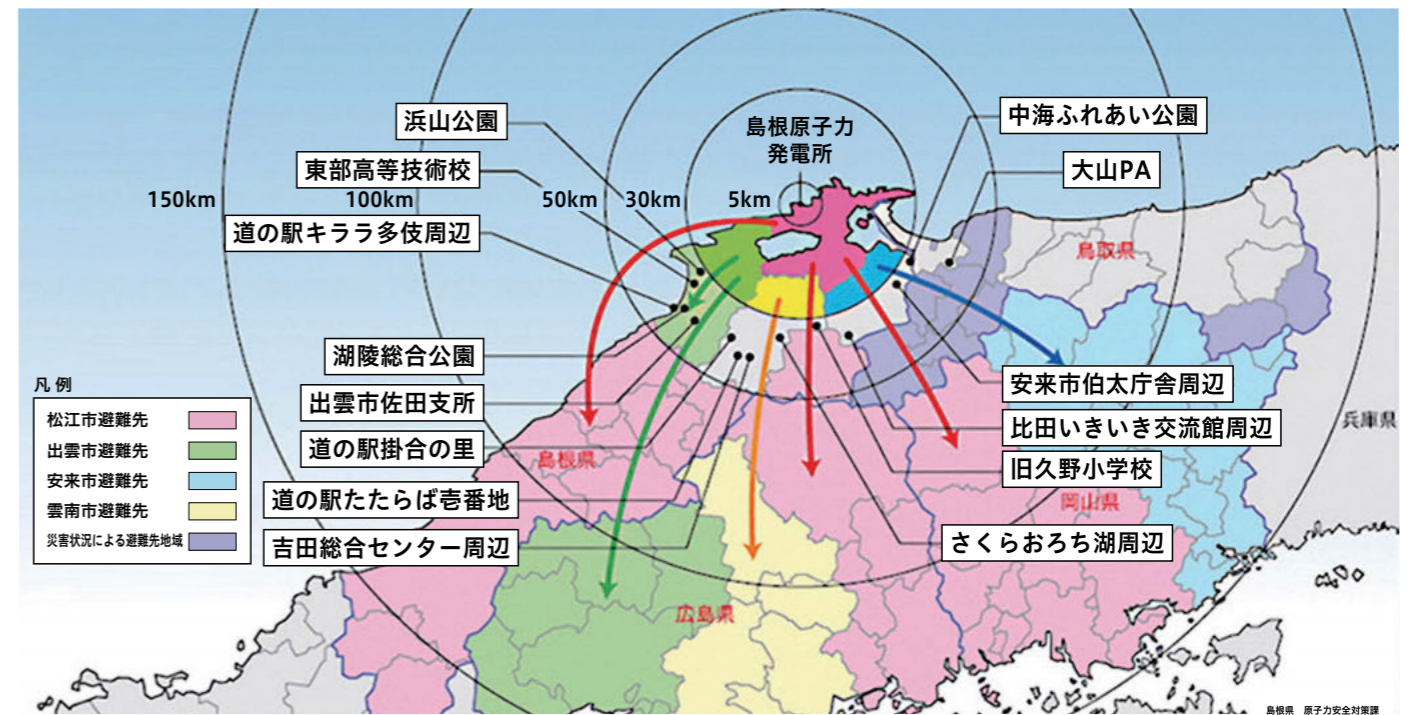 浜山公園
東部高等技術校
島根原子力
発電所
中海ふれあい公園
大山PA
150km
100km
50km
30km
5km
道の駅キララ多伎周辺
鳥取県
湖陵総合公園
出雲市佐田支所
道の駅掛合の里
道の駅たたらば壱番地
吉田総合センター周辺
安来市伯太庁舎周辺
比田いきいき交流館周辺
旧久野小学校
さくらおろち湖周辺
兵庫県
島根県
岡山県
広島県
凡例
松江市避難先
出雲市避難先
安来市避難先
雲南市避難先
災害状況による避難先地域
島根県 原子力安全対策課